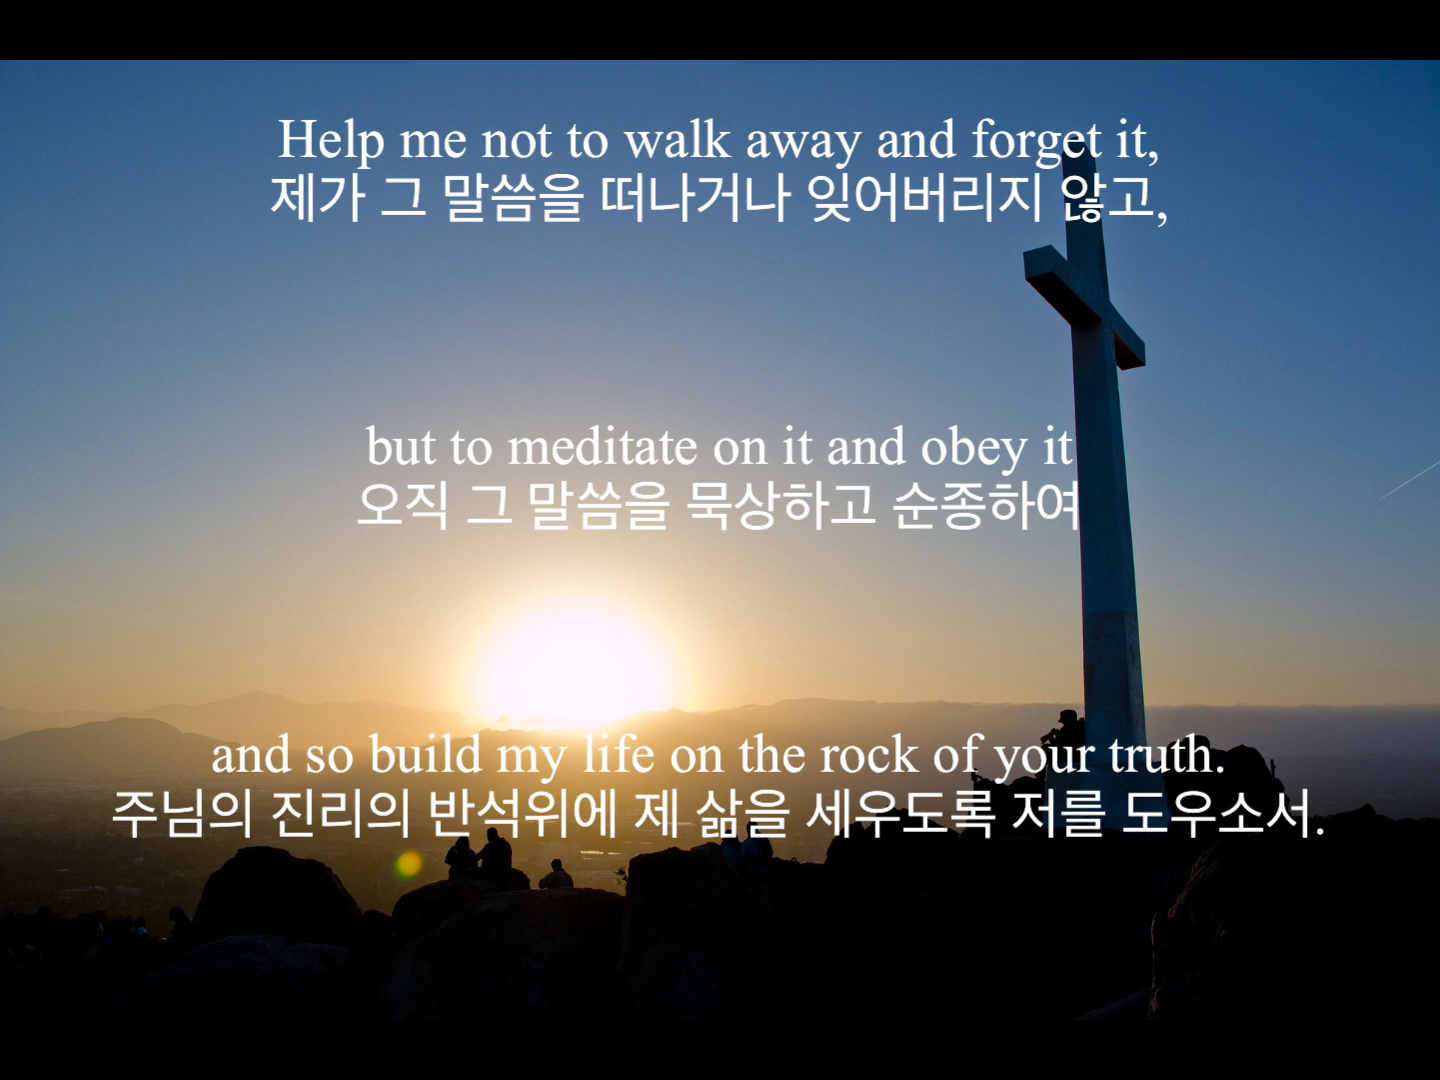 Help me not to walk away and forget it,
제가 그 말씀을 떠나거나 잊어버리지 않고,
but to meditate on it and obey it
오직 그 말씀을 묵상하고 순종하여
and so build my life on the rock of your truth.
주님의 진리의 반석위에 제 삶을 세우도록 저를 도우소서.